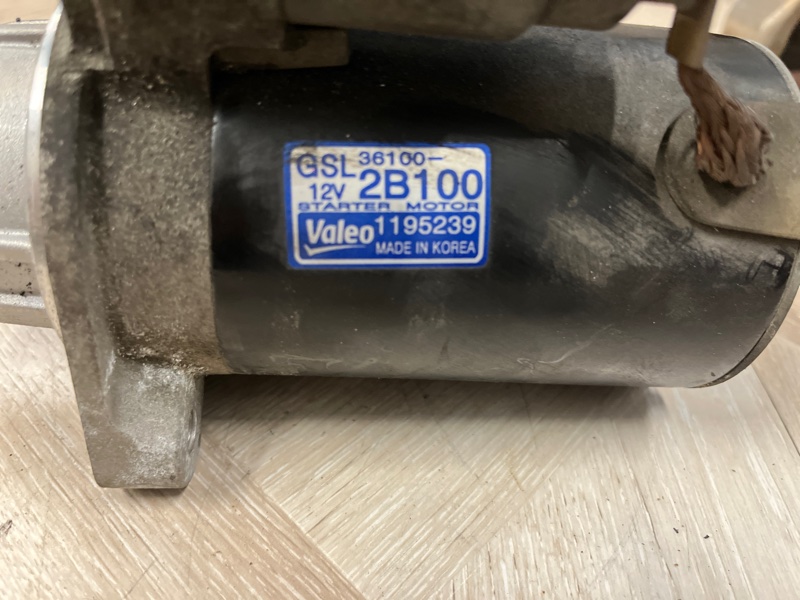 GSL 36100-
12V 2B100
STARTER MOTOR
Valeo 1195239
MADE IN KOREA